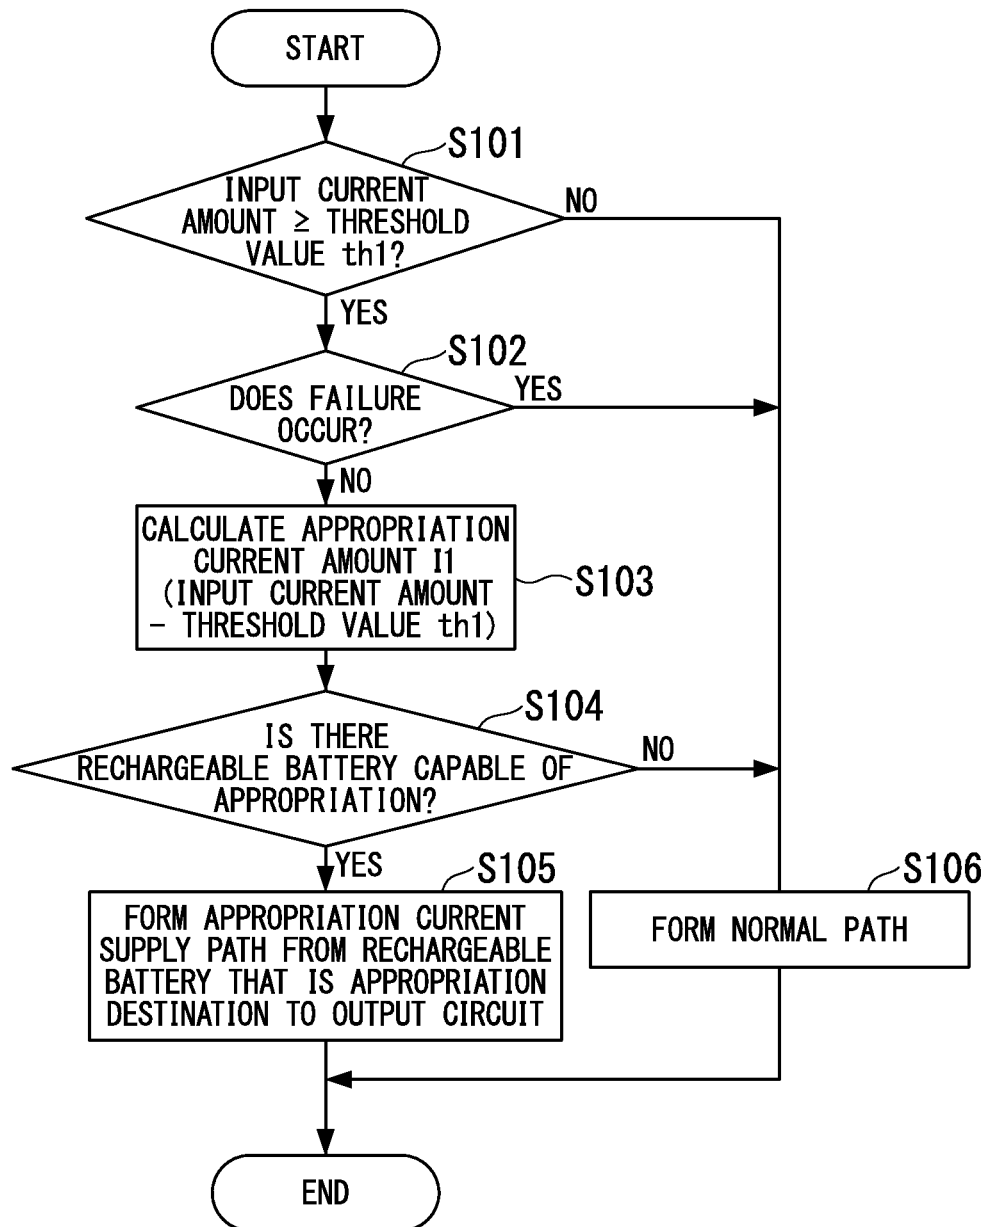 START
S101
INPUT CURRENT
AMOUNT ≥ THRESHOLD
VALUE th1?
NO
YES
S102
DOES FAILURE
OCCUR?
YES
NO
CALCULATE APPROPRIATION
CURRENT AMOUNT I1
(INPUT CURRENT AMOUNT
- THRESHOLD VALUE th1)
S103
S104
IS THERE
RECHARGEABLE BATTERY CAPABLE OF
APPROPRIATION?
NO
YES
S105
FORM APPROPRIATION CURRENT
SUPPLY PATH FROM RECHARGEABLE
BATTERY THAT IS APPROPRIATION
DESTINATION TO OUTPUT CIRCUIT
S106
FORM NORMAL PATH
END